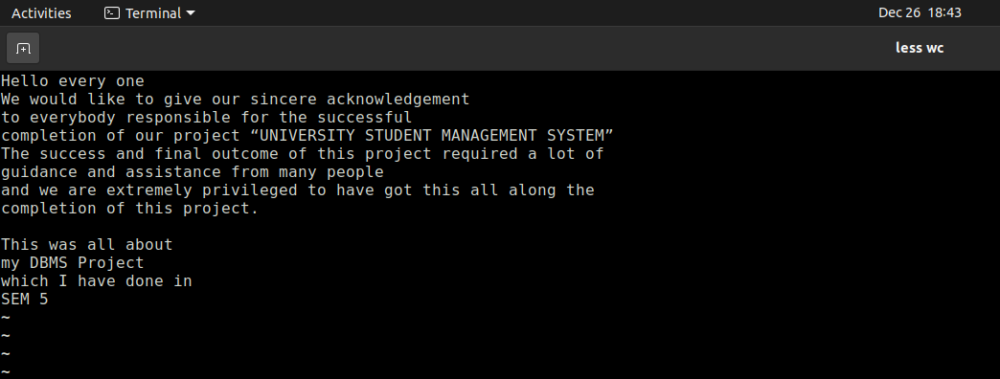 Activities Terminal Dec 26 18:43
less wc
Hello every one
We would like to give our sincere acknowledgement
to everybody responsible for the successful
completion of our project “UNIVERSITY STUDENT MANAGEMENT SYSTEM”
The success and final outcome of this project required a lot of
guidance and assistance from many people
and we are extremely privileged to have got this all along the
completion of this project.

This was all about
my DBMS Project
which I have done in
SEM 5
~
~
~
~